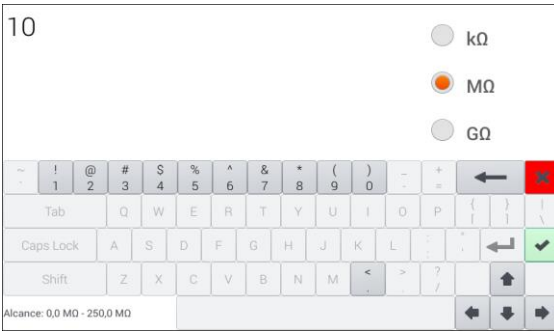 10
kΩ
MΩ
GΩ
~ ! @ # $ % ^ & * ( ) _ +
` 1 2 3 4 5 6 7 8 9 0 - =
Tab Q W E R T Y U I O P { } |
[ ] \
Caps Lock A S D F G H J K L : "
; '
Shift Z X C V B N M < > ?
, . /
Alcance: 0,0 MΩ - 250,0 MΩ